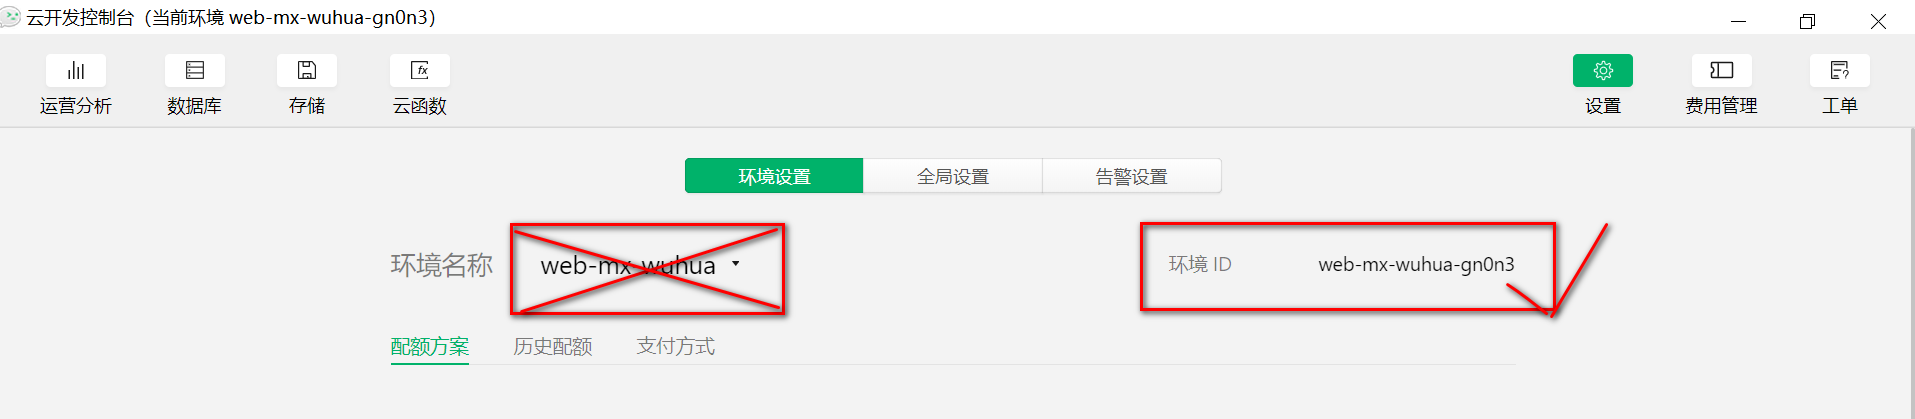 云开发控制台（当前环境 web-mx-wuhua-gn0n3）
运营分析 数据库 存储 云函数 设置 费用管理 工单
环境设置 全局设置 告警设置
环境名称 web-mx-wuhua 环境 ID web-mx-wuhua-gn0n3
配额方案 历史配额 支付方式